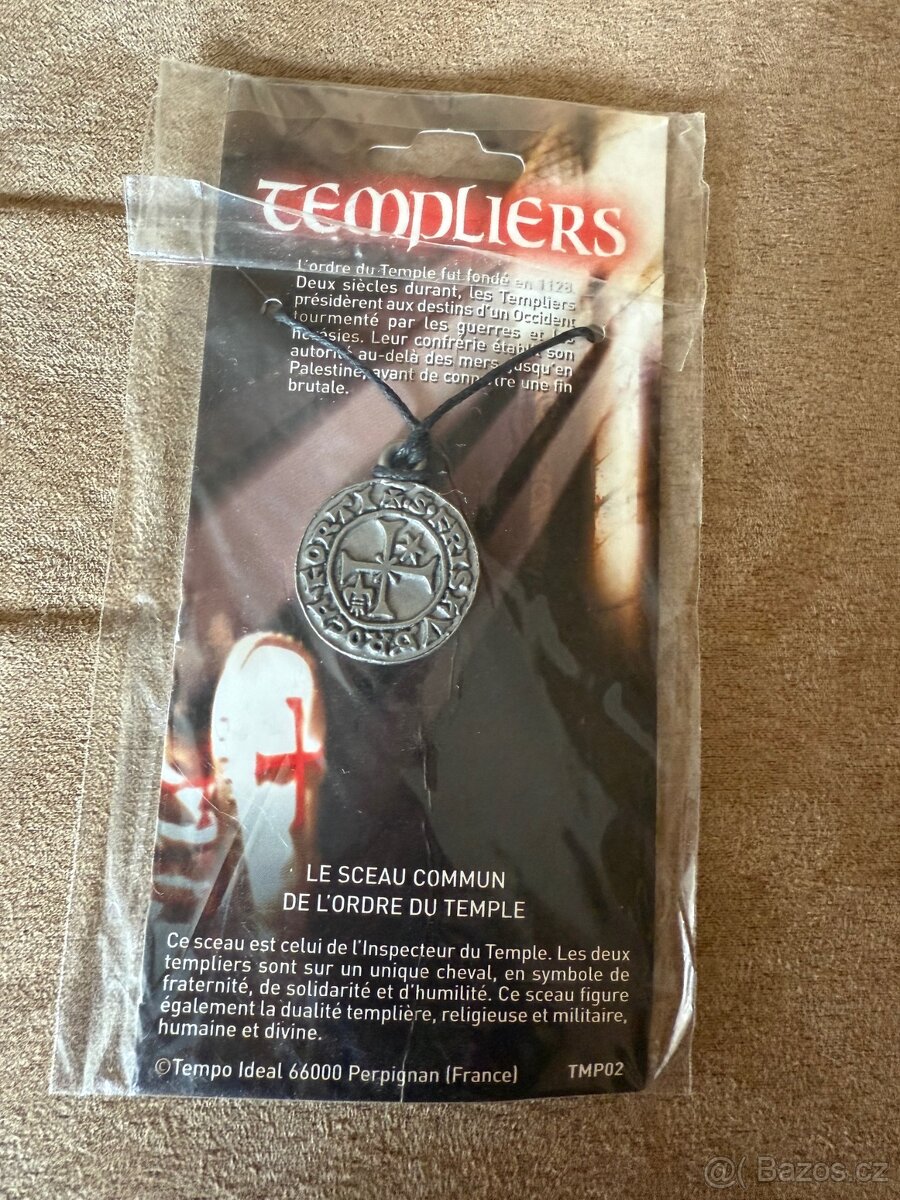 TEMPLIERS
L'ordre du Temple fut fondé en 1128.
Deux siècles durant, les Templiers
présidèrent aux destins d'un Occident
tourmenté par les guerres et les
hérésies. Leur confrérie établit son
autorité au-delà des mers, jusqu'en
Palestine, avant de connaître une fin
brutale.
LE SCEAU COMMUN
DE L'ORDRE DU TEMPLE
Ce sceau est celui de l'Inspecteur du Temple. Les deux
templiers sont sur un unique cheval, en symbole de
fraternité, de solidarité et d'humilité. Ce sceau figure
également la dualité templière, religieuse et militaire,
humaine et divine.
©Tempo Ideal 66000 Perpignan (France) TMP02
@( Bazos.cz